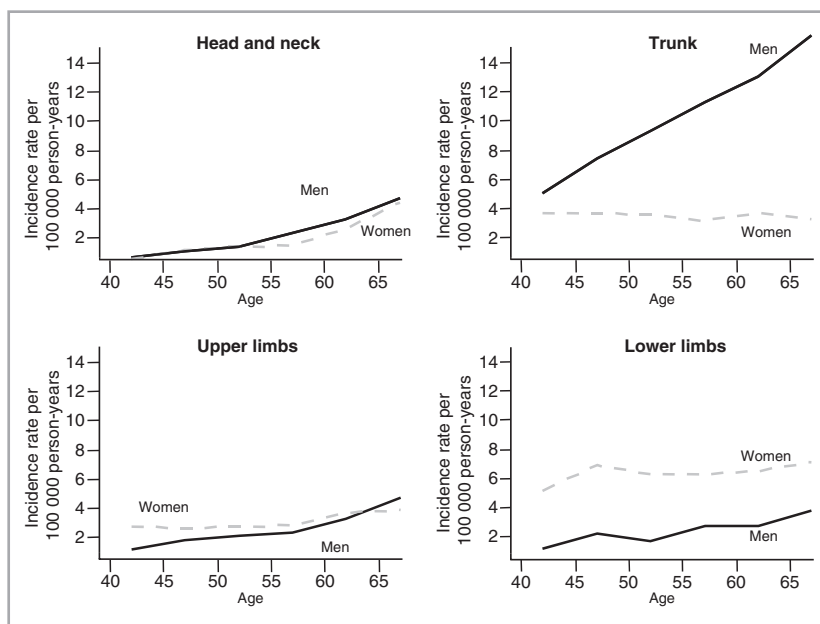 Head and neck
Incidence rate per
100 000 person-years
14
12
10
8
6
4
2
Men
Women
40 45 50 55 60 65
Age
Trunk
Incidence rate per
100 000 person-years
14
12
10
8
6
4
2
Men
Women
40 45 50 55 60 65
Age
Upper limbs
Incidence rate per
100 000 person-years
14
12
10
8
6
4
2
Women
Men
40 45 50 55 60 65
Age
Lower limbs
Incidence rate per
100 000 person-years
14
12
10
8
6
4
2
Women
Men
40 45 50 55 60 65
Age